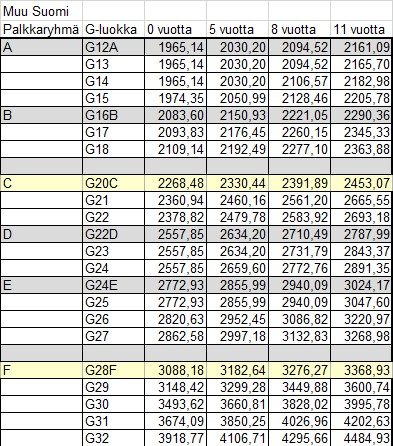 Muu Suomi
Palkkaryhmä G-luokka 0 vuotta 5 vuotta 8 vuotta 11 vuotta
A G12A 1965,14 2030,20 2094,52 2161,09
G13 1965,14 2030,20 2094,52 2165,70
G14 1965,14 2030,20 2106,57 2182,98
G15 1974,35 2050,99 2128,46 2205,78
B G16B 2083,60 2150,93 2221,05 2290,36
G17 2093,83 2176,45 2260,15 2345,33
G18 2109,14 2192,49 2277,10 2363,88
C G20C 2268,48 2330,44 2391,89 2453,07
G21 2360,94 2460,16 2561,20 2665,55
G22 2378,82 2479,78 2583,92 2693,18
D G22D 2557,85 2634,20 2710,49 2787,99
G23 2557,85 2634,20 2731,79 2843,37
G24 2557,85 2659,60 2772,76 2891,35
E G24E 2772,93 2855,99 2940,09 3024,17
G25 2772,93 2855,99 2940,09 3047,60
G26 2820,63 2952,45 3086,82 3220,97
G27 2862,58 2997,18 3132,83 3268,98
F G28F 3088,18 3182,64 3276,27 3368,93
G29 3148,42 3299,28 3449,88 3600,74
G30 3493,62 3660,81 3828,02 3995,78
G31 3674,09 3850,25 4026,96 4202,63
G32 3918,77 4106,71 4295,66 4484,93